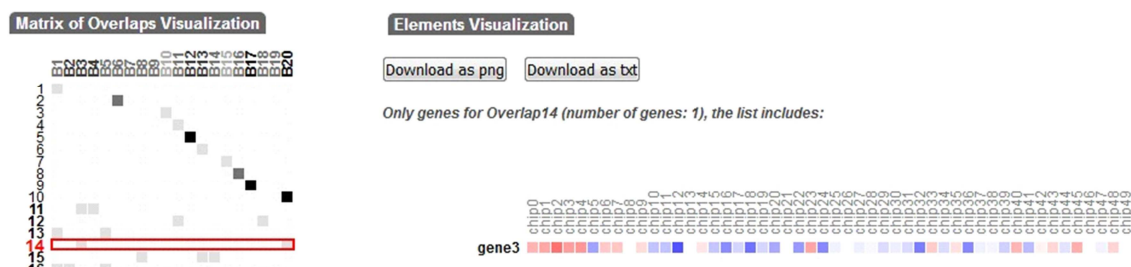 Matrix of Overlaps Visualization
B1 B2 B3 B4 B5 B6 B7 B8 B9 B10 B11 B12 B13 B14 B15 B16 B17 B18 B19 B20
1
2
3
4
5
6
7
8
9
10
11
12
13
14
15
Elements Visualization
Download as png Download as txt
Only genes for Overlap14 (number of genes: 1), the list includes:
chip0 chip1 chip2 chip3 chip4 chip5 chip6 chip7 chip8 chip9 chip10 chip11 chip12 chip13 chip14 chip15 chip16 chip17 chip18 chip19 chip20 chip21 chip22 chip23 chip24 chip25 chip26 chip27 chip28 chip29 chip30 chip31 chip32 chip33 chip34 chip35 chip36 chip37 chip38 chip39 chip40 chip41 chip42 chip43 chip44 chip45 chip46 chip47 chip48 chip49
gene3